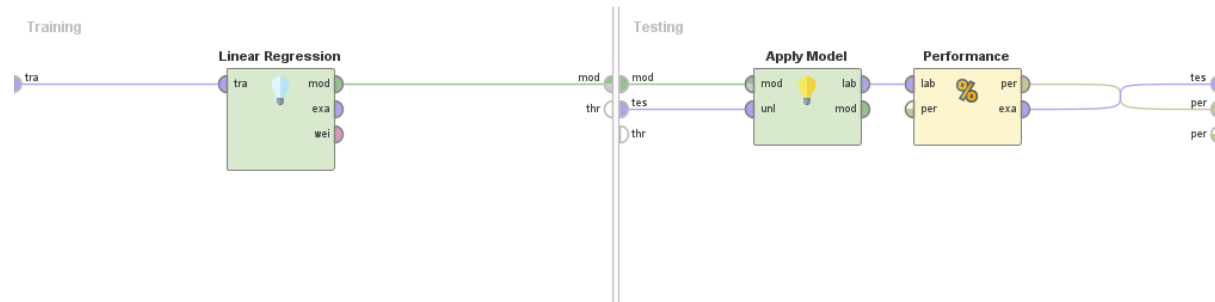 Training
Linear Regression
tra
tra
mod
exa
wei
mod
thr
Testing
Apply Model
Performance
mod
tes
thr
mod
unl
lab
mod
lab
per
%
per
exa
tes
per
per